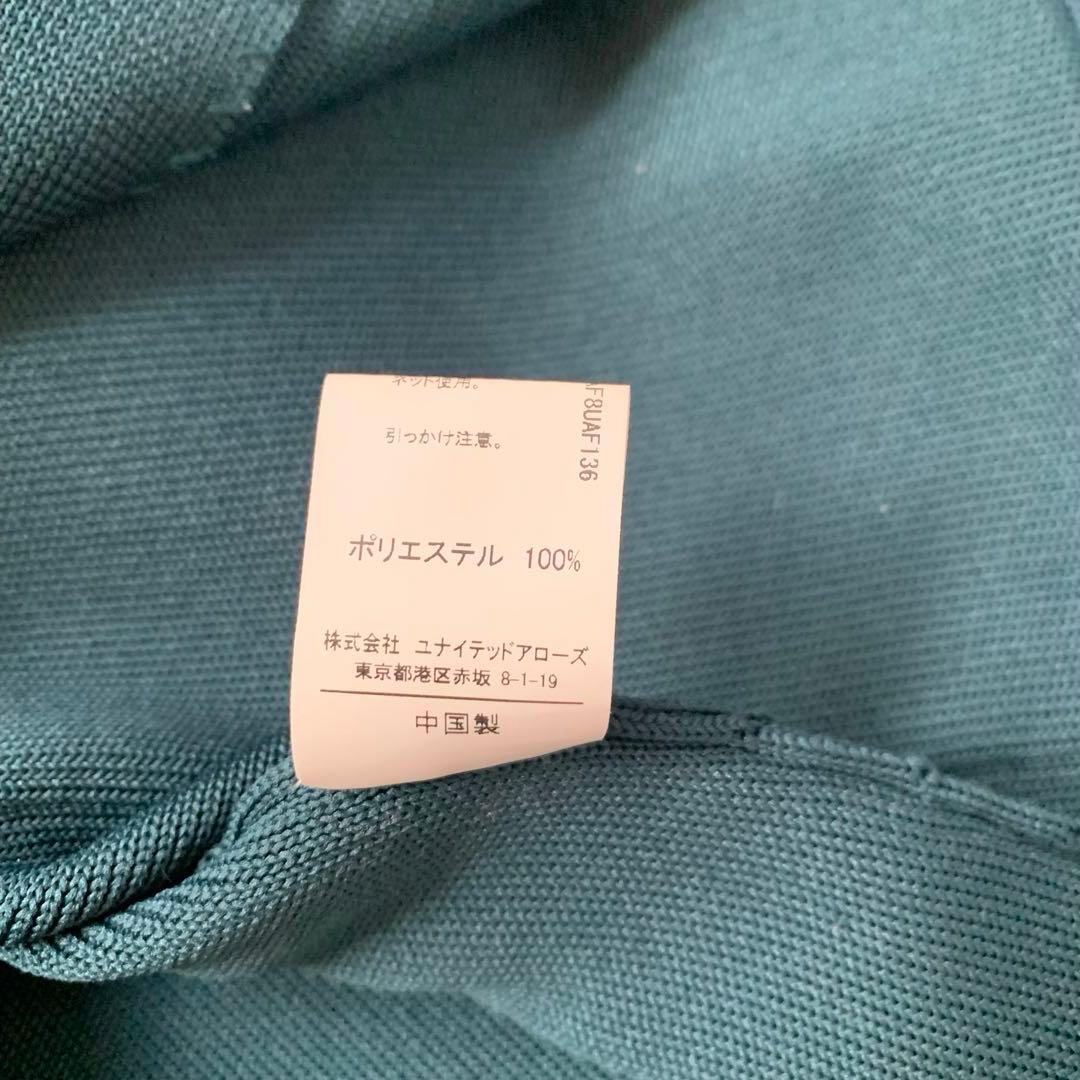 ネット使用。
引っかけ注意。
AF8UAF136
ポリエステル 100%
株式会社 ユナイテッドアローズ
東京都港区赤坂 8-1-19
中国製